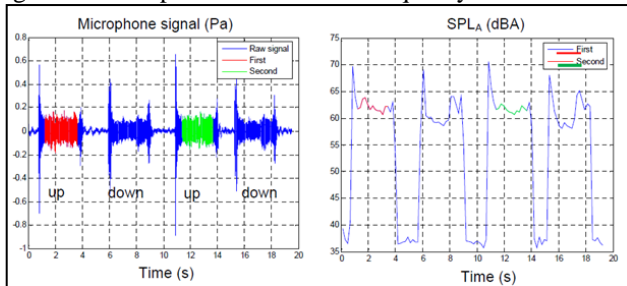 Microphone signal (Pa)
0.8
0.6
0.4
0.2
0
-0.2
-0.4
-0.6
-0.8
-1
Raw signal
First
Second
up
down
up
down
0 2 4 6 8 10 12 14 16 18 20
Time (s)
SPLA (dBA)
75
70
65
60
55
50
45
40
35
First
Second
0 2 4 6 8 10 12 14 16 18 20
Time (s)